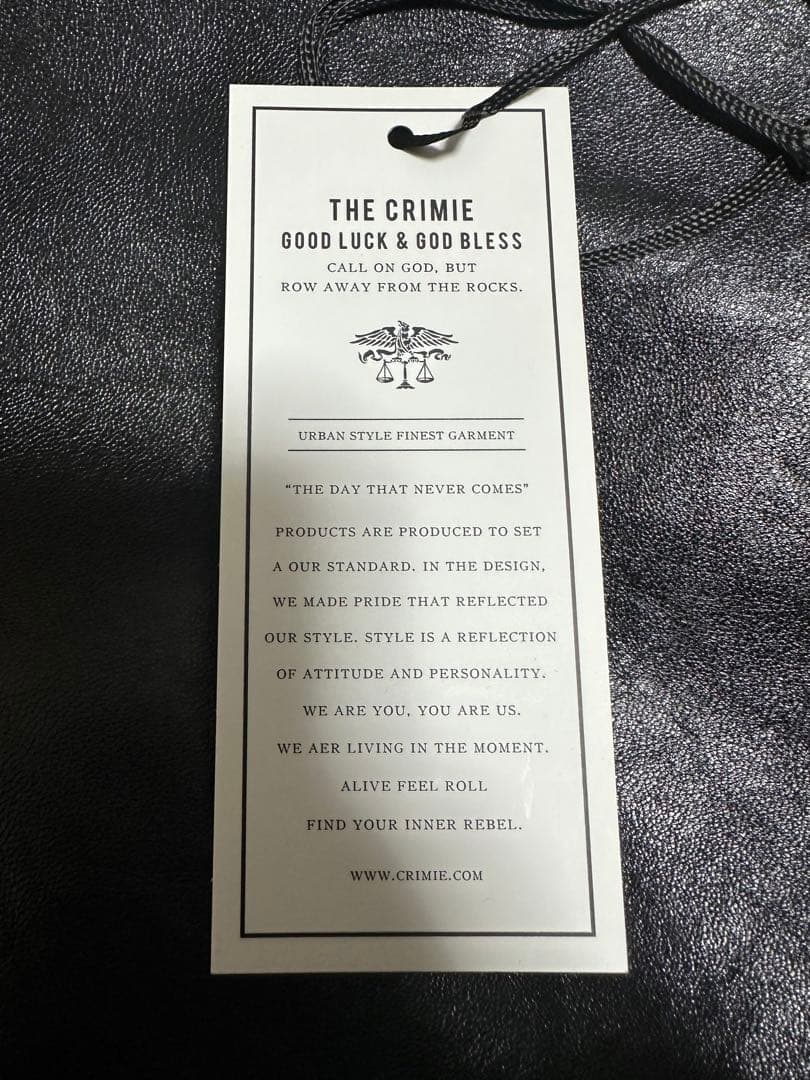 THE CRIMIE
GOOD LUCK & GOD BLESS
CALL ON GOD, BUT
ROW AWAY FROM THE ROCKS.
URBAN STYLE FINEST GARMENT
“THE DAY THAT NEVER COMES”
PRODUCTS ARE PRODUCED TO SET
A OUR STANDARD. IN THE DESIGN,
WE MADE PRIDE THAT REFLECTED
OUR STYLE. STYLE IS A REFLECTION
OF ATTITUDE AND PERSONALITY.
WE ARE YOU, YOU ARE US.
WE AER LIVING IN THE MOMENT.
ALIVE FEEL ROLL
FIND YOUR INNER REBEL.
WWW.CRIMIE.COM